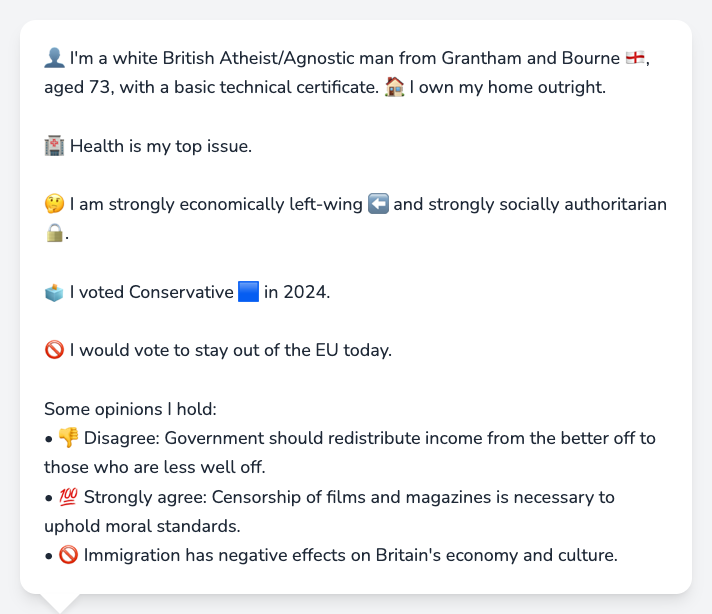 👤 I'm a white British Atheist/Agnostic man from Grantham and Bourne 🏴󠁧󠁢󠁥󠁮󠁧󠁿,
aged 73, with a basic technical certificate. 🏠 I own my home outright.
🏥 Health is my top issue.
🤔 I am strongly economically left-wing ⬅️ and strongly socially authoritarian
🔒.
🗳️ I voted Conservative 🟦 in 2024.
🚫 I would vote to stay out of the EU today.
Some opinions I hold:
• 👎 Disagree: Government should redistribute income from the better off to
those who are less well off.
• 💯 Strongly agree: Censorship of films and magazines is necessary to
uphold moral standards.
• 🚫 Immigration has negative effects on Britain's economy and culture.